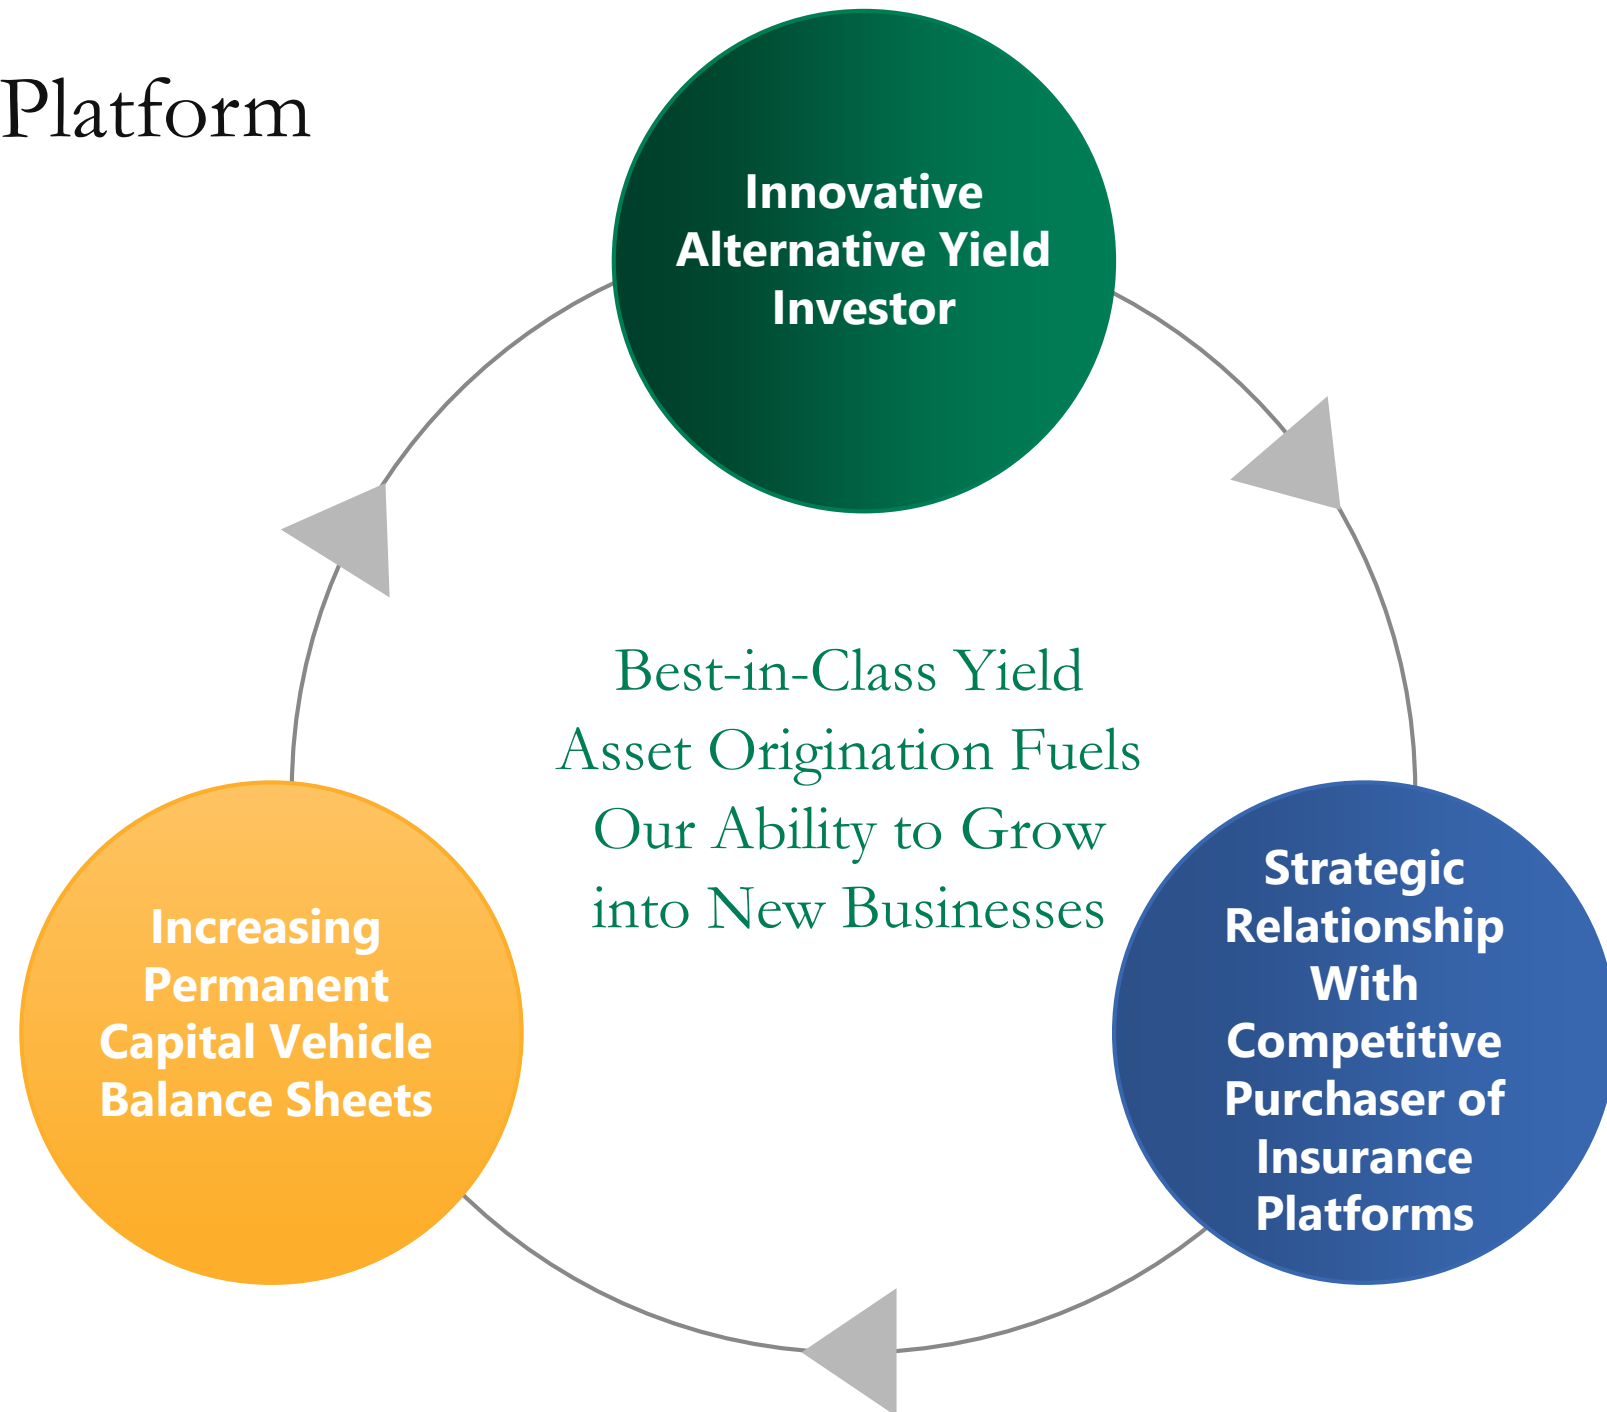 Platform
Innovative
Alternative Yield
Investor
Best-in-Class Yield
Asset Origination Fuels
Our Ability to Grow
into New Businesses
Strategic
Relationship
With
Competitive
Purchaser of
Insurance
Platforms
Increasing
Permanent
Capital Vehicle
Balance Sheets